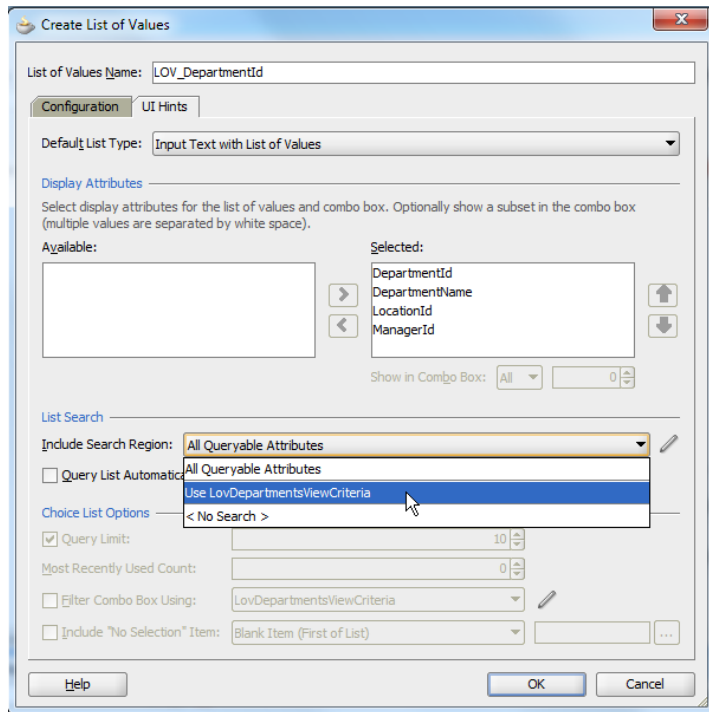 Create List of Values
List of Values Name: LOV_DepartmentId
Configuration UI Hints
Default List Type: Input Text with List of Values
Display Attributes
Select display attributes for the list of values and combo box. Optionally show a subset in the combo box
(multiple values are separated by white space).
Available: Selected:
DepartmentId
DepartmentName
LocationId
ManagerId
Show in Combo Box: All 0
List Search
Include Search Region: All Queryable Attributes
All Queryable Attributes
Query List Automatica
Use LovDepartmentsViewCriteria
< No Search >
Choice List Options
Query Limit: 10
Most Recently Used Count: 0
Filter Combo Box Using: LovDepartmentsViewCriteria
Include "No Selection" Item: Blank Item (First of List) ...
Help OK Cancel